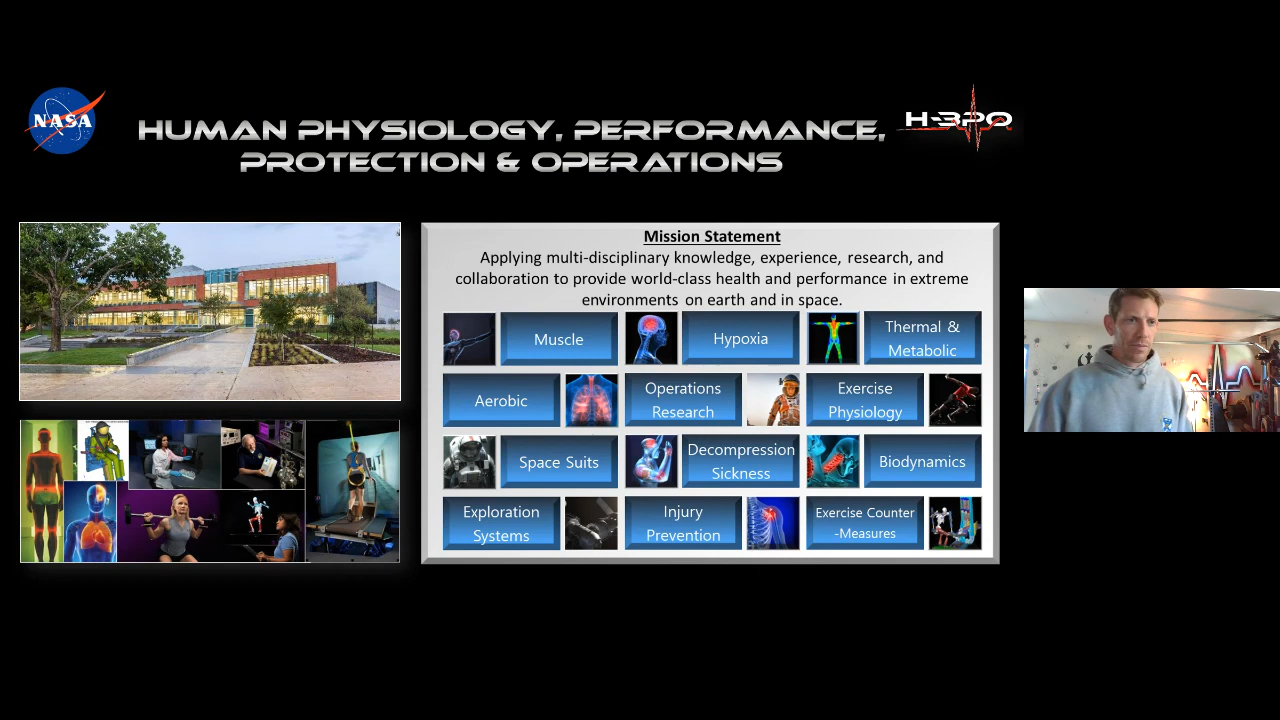 NASA
HUMAN PHYSIOLOGY, PERFORMANCE,
PROTECTION & OPERATIONS
H-3PO
Mission Statement
Applying multi-disciplinary knowledge, experience, research, and
collaboration to provide world-class health and performance in extreme
environments on earth and in space.
Muscle
Hypoxia
Thermal &
Metabolic
Aerobic
Operations
Research
Exercise
Physiology
Space Suits
Decompression
Sickness
Biodynamics
Exploration
Systems
Injury
Prevention
Exercise Counter
-Measures